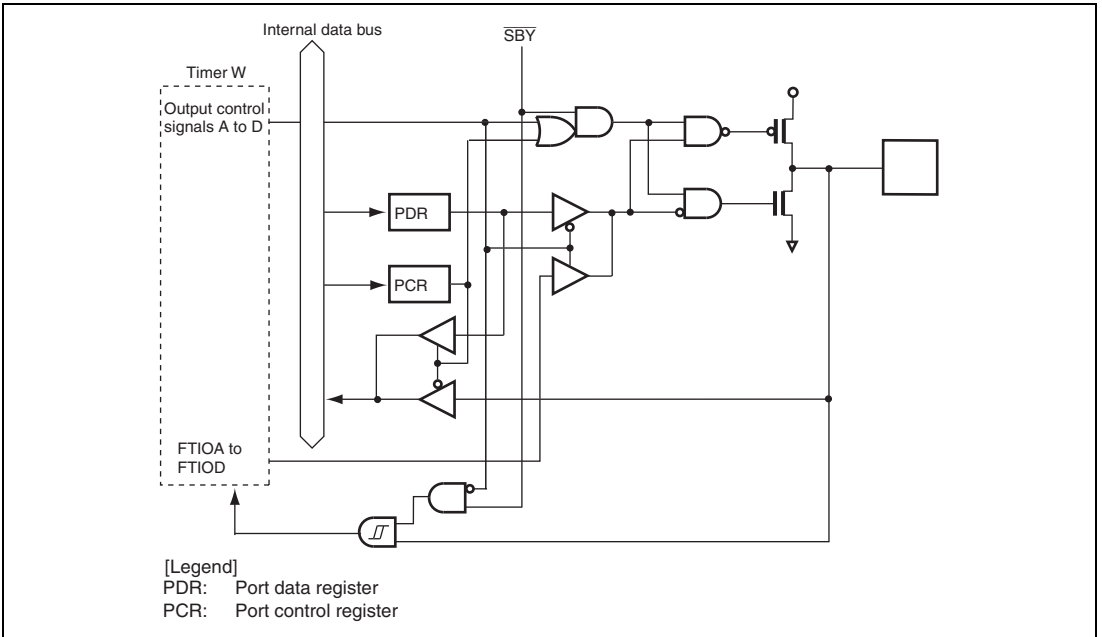 Internal data bus
SBY
Timer W
Output control
signals A to D
PDR
PCR
FTIOA to
FTIOD
[Legend]
PDR: Port data register
PCR: Port control register